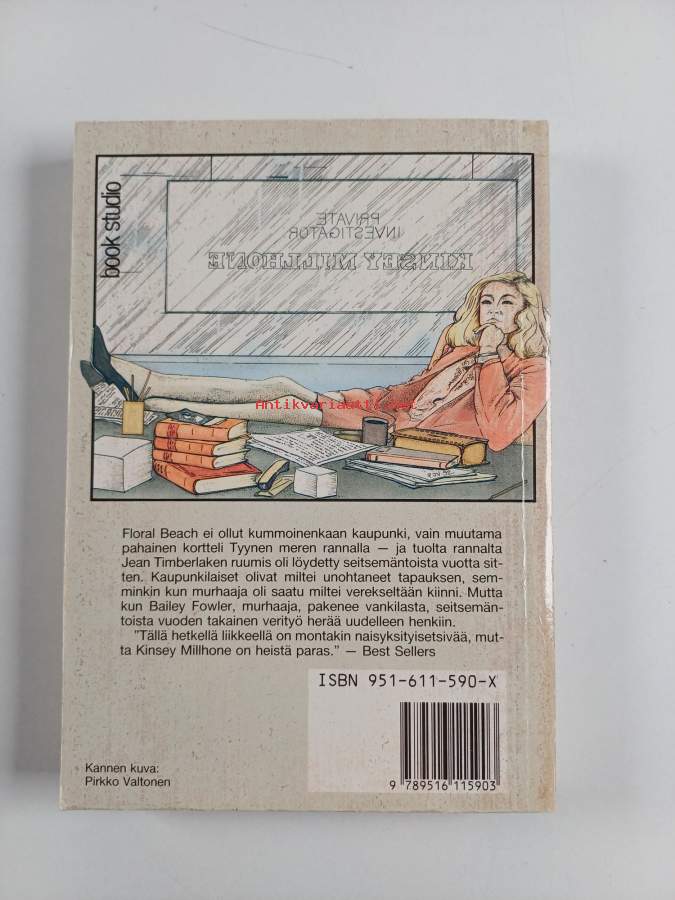 book studio
PRIVATE
INVESTIGATOR
KINSEY MILLHONE
Antikvariaatti.net
Floral Beach ei ollut kummoinenkaan kaupunki, vain muutama
pahainen kortteli Tyynen meren rannalla — ja tuolta rannalta
Jean Timberlaken ruumis oli löydetty seitsemäntoista vuotta sit-
ten. Kaupunkilaiset olivat miltei unohtaneet tapauksen, sem-
minkin kun murhaaja oli saatu miltei verekseltään kiinni. Mutta
kun Bailey Fowler, murhaaja, pakenee vankilasta, seitsemän-
toista vuoden takainen verityö herää uudelleen henkiin.
"Tällä hetkellä liikkeellä on montakin naisyksityisetsivää, mut-
ta Kinsey Millhone on heistä paras." — Best Sellers
ISBN 951-611-590-X
9 789516 115903
Kannen kuva:
Pirkko Valtonen